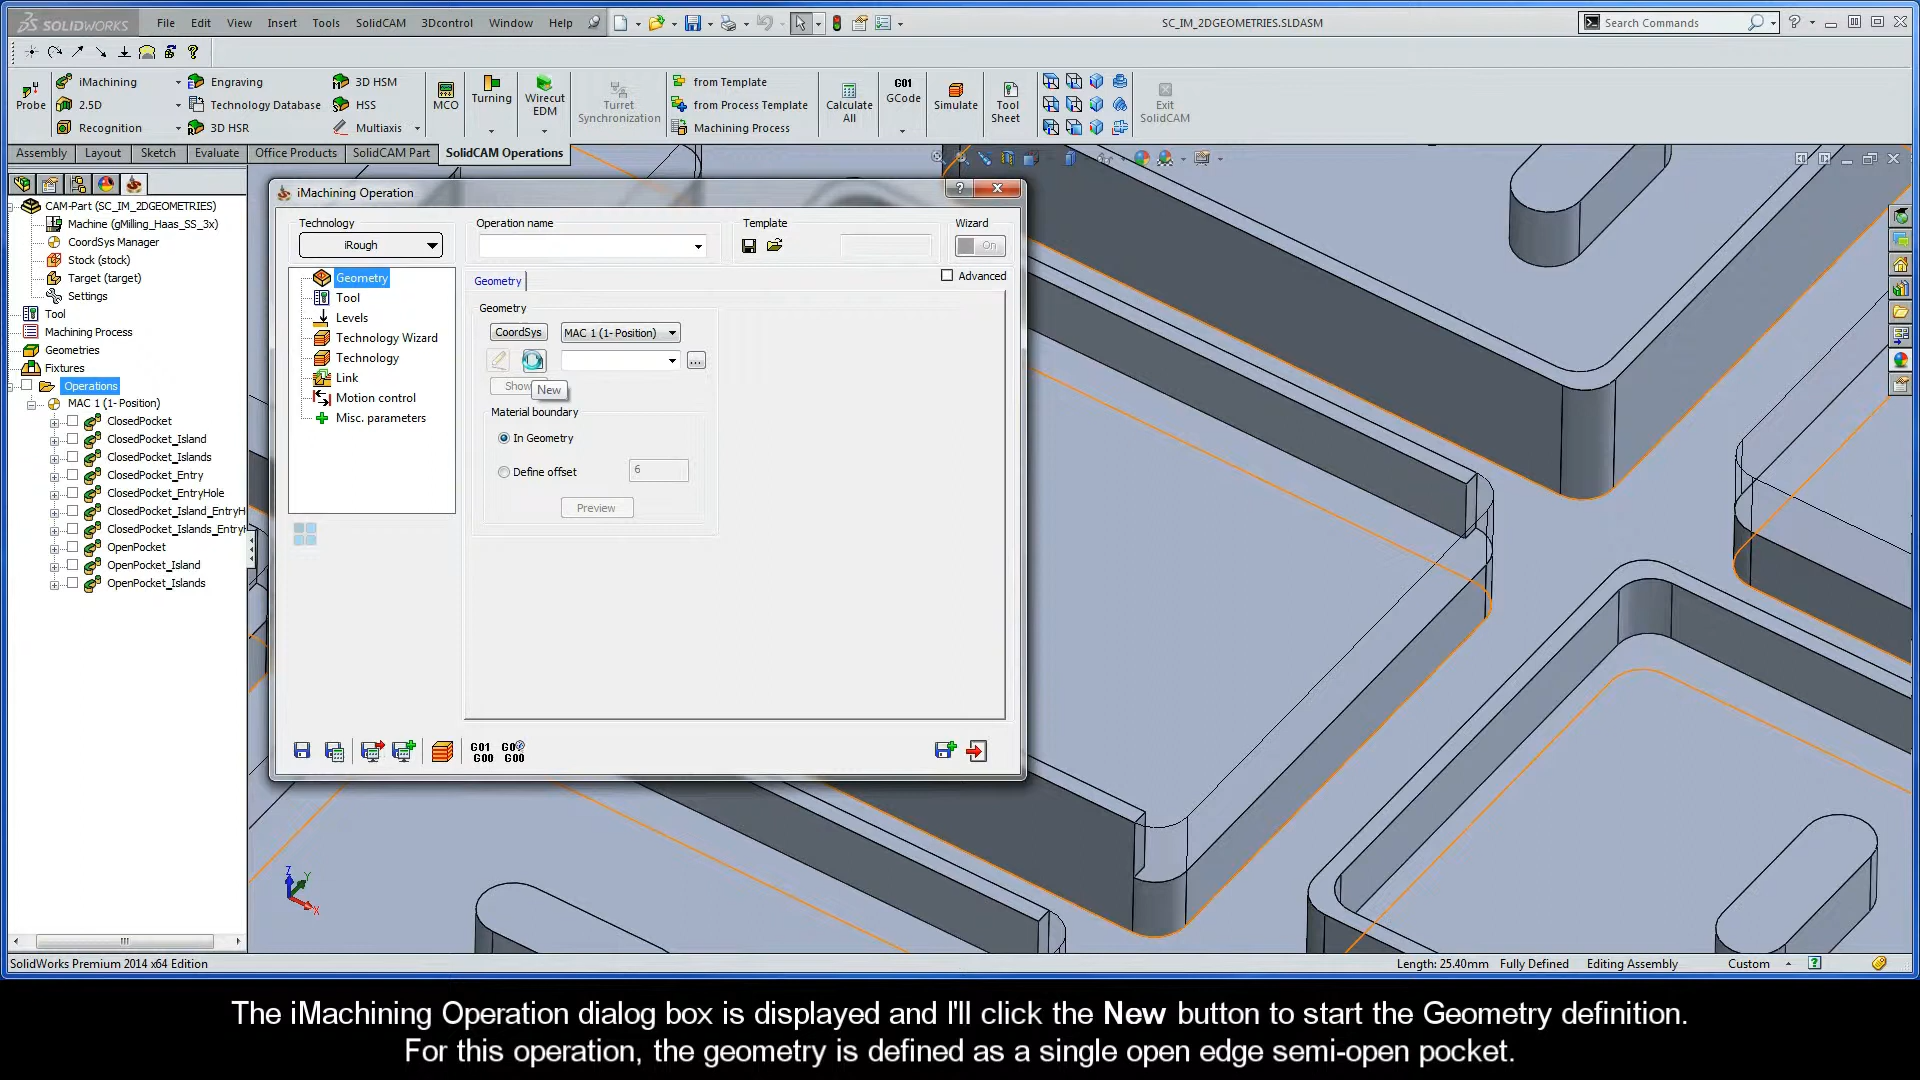 SOLIDWORKS File Edit View Insert Tools SolidCAM 3Dcontrol Window Help SC_IM_2DGEOMETRIES.SLDASM Search Commands
Probe iMachining 2.5D Recognition Engraving Technology Database 3D HSR 3D HSM HSS Multiaxis MCO Turning Wirecut EDM Turret Synchronization from Template from Process Template Machining Process Calculate All G01 GCode Simulate Tool Sheet Exit SolidCAM
Assembly Layout Sketch Evaluate Office Products SolidCAM Part SolidCAM Operations
CAM-Part (SC_IM_2DGEOMETRIES)
Machine (gMilling_Haas_SS_3x)
CoordSys Manager
Stock (stock)
Target (target)
Settings
Tool
Machining Process
Geometries
Fixtures
Operations
MAC 1 (1- Position)
ClosedPocket
ClosedPocket_Island
ClosedPocket_Islands
ClosedPocket_Entry
ClosedPocket_EntryHole
ClosedPocket_Island_EntryH
ClosedPocket_Islands_EntryH
OpenPocket
OpenPocket_Island
OpenPocket_Islands
iMachining Operation
Technology Operation name Template Wizard
iRough On
Advanced
Geometry
Tool
Levels
Technology Wizard
Technology
Link
Motion control
Misc. parameters
Geometry
Geometry
CoordSys MAC 1 (1- Position)
...
Show
New
Material boundary
In Geometry
Define offset 6
Preview
G01 G00
G00
Z
Y
X
SolidWorks Premium 2014 x64 Edition Length: 25.40mm Fully Defined Editing Assembly Custom
The iMachining Operation dialog box is displayed and I'll click the New button to start the Geometry definition.
For this operation, the geometry is defined as a single open edge semi-open pocket.